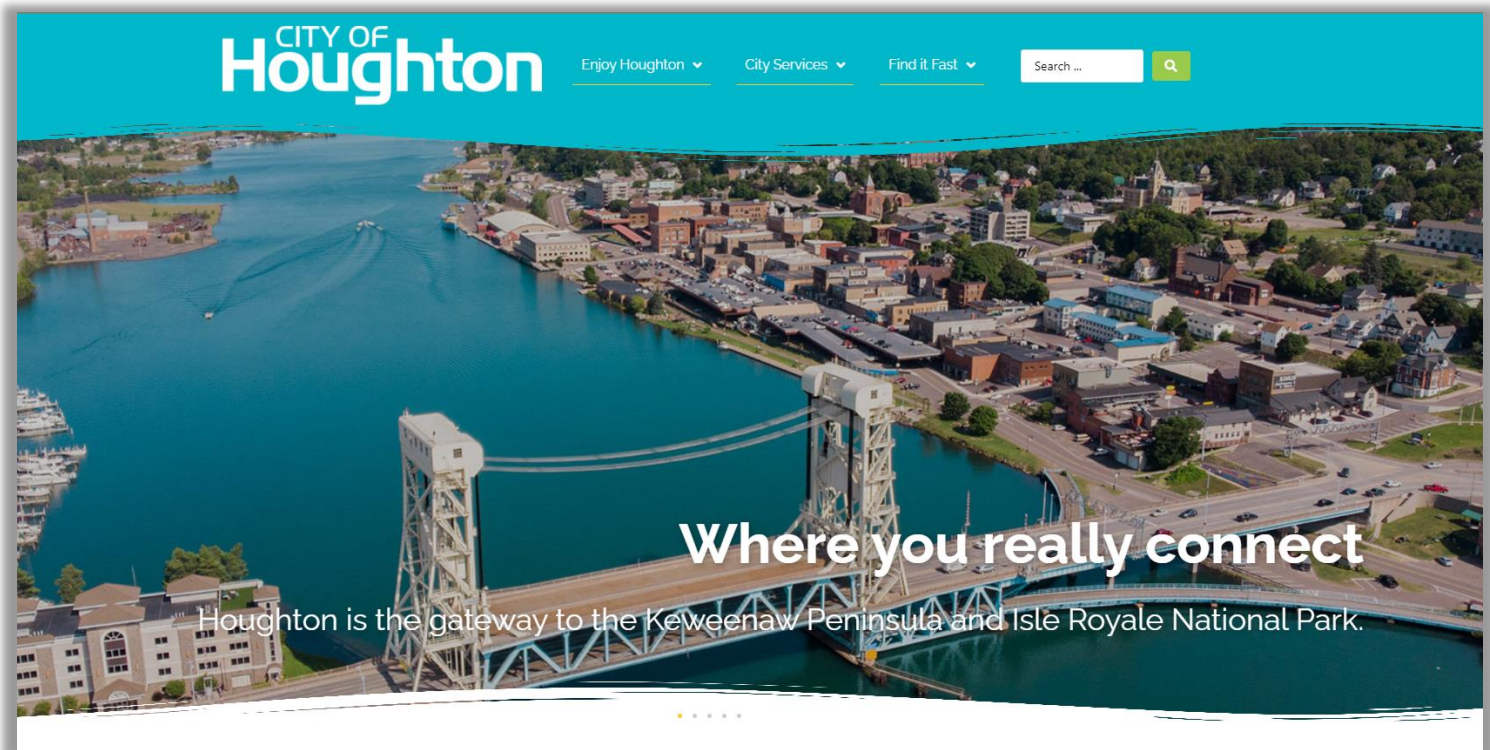 CITY OF
Houghton
Enjoy Houghton
City Services
Find it Fast
Search ...
Where you really connect
Houghton is the gateway to the Keweenaw Peninsula and Isle Royale National Park.